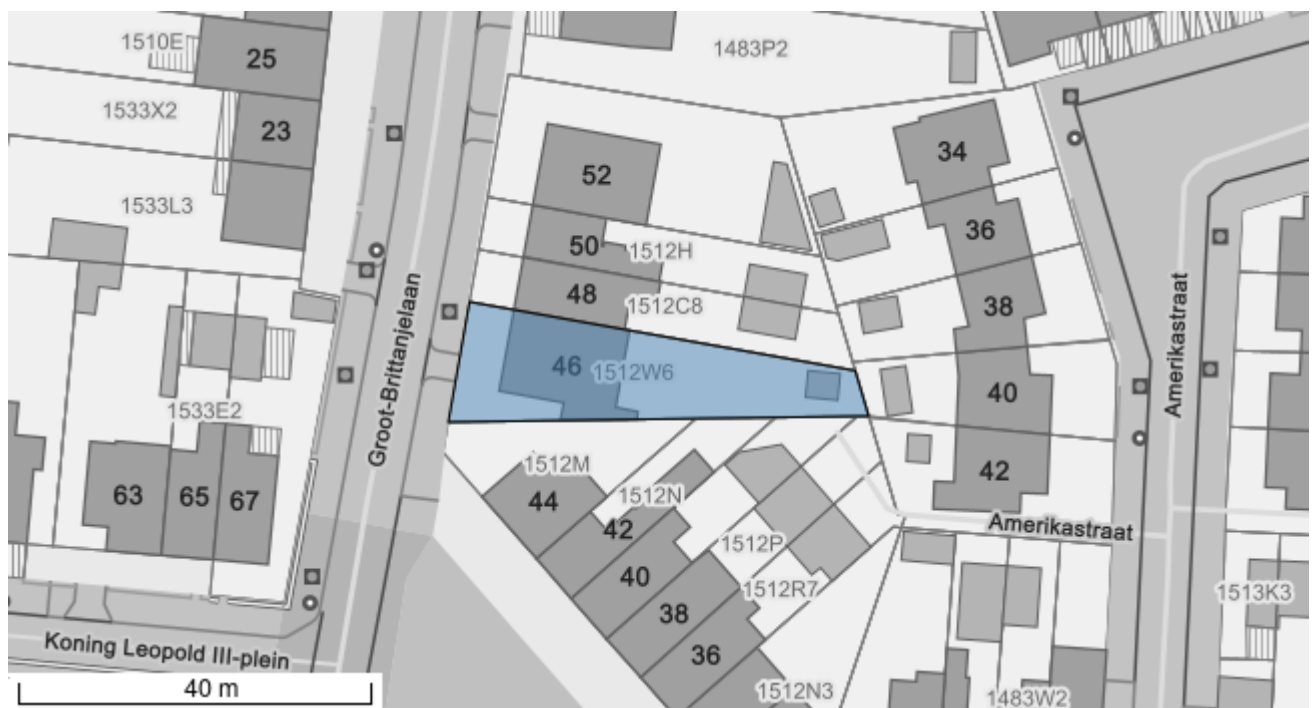 1510E
25
1483P2
1533X2
23
34
52
1533L3
36
50
1512H
48
1512C8
38
Groot-Brittanjelaan
Amerikastraat
46
1512W6
40
1533E2
1512M
42
63
65
67
44
1512N
42
Amerikastraat
1512P
40
1512R7
1513K3
38
Koning Leopold III-plein
36
40 m
1512N3
1483W2